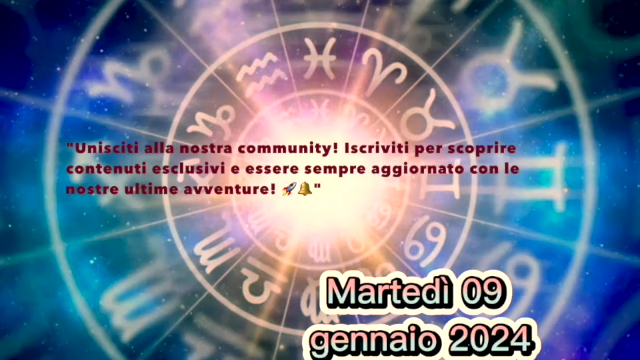 "Unisciti alla nostra community! Iscriviti per scoprire
contenuti esclusivi e essere sempre aggiornato con le
nostre ultime avventure! 🚀🔔"
Martedì 09
gennaio 2024